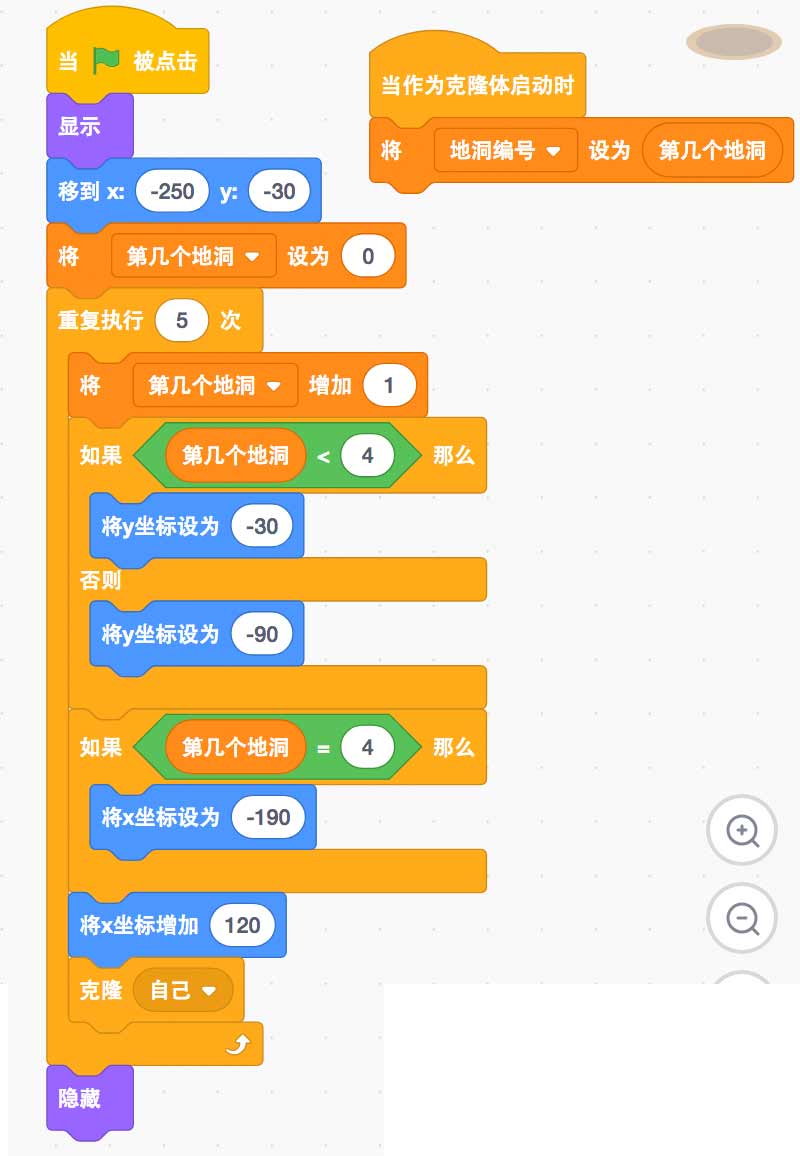 当 被点击
显示
移到 x: -250 y: -30
将 第几个地洞 设为 0
重复执行 5 次
将 第几个地洞 增加 1
如果 第几个地洞 < 4 那么
将y坐标设为 -30
否则
将y坐标设为 -90
如果 第几个地洞 = 4 那么
将x坐标设为 -190
将x坐标增加 120
克隆 自己
隐藏
当作为克隆体启动时
将 地洞编号 设为 第几个地洞